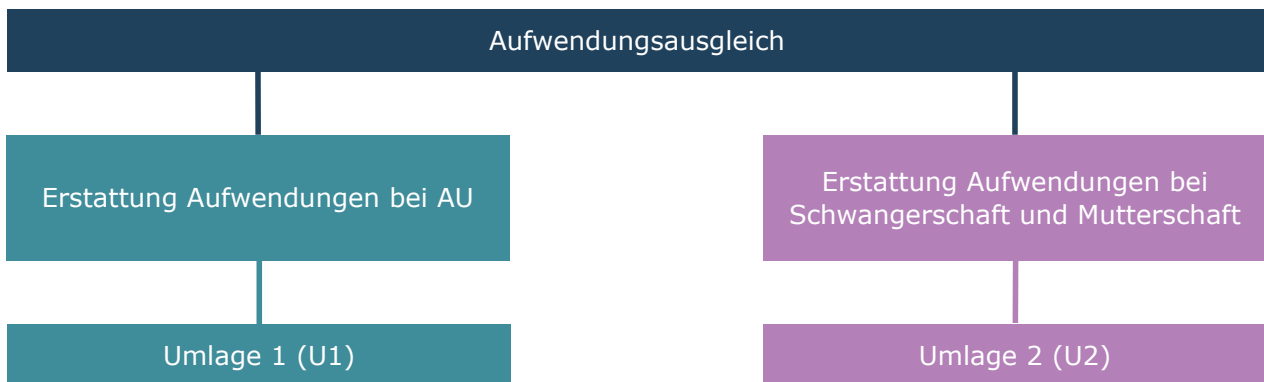 Aufwendungsausgleich
Erstattung Aufwendungen bei AU
Erstattung Aufwendungen bei
Schwangerschaft und Mutterschaft
Umlage 1 (U1)
Umlage 2 (U2)